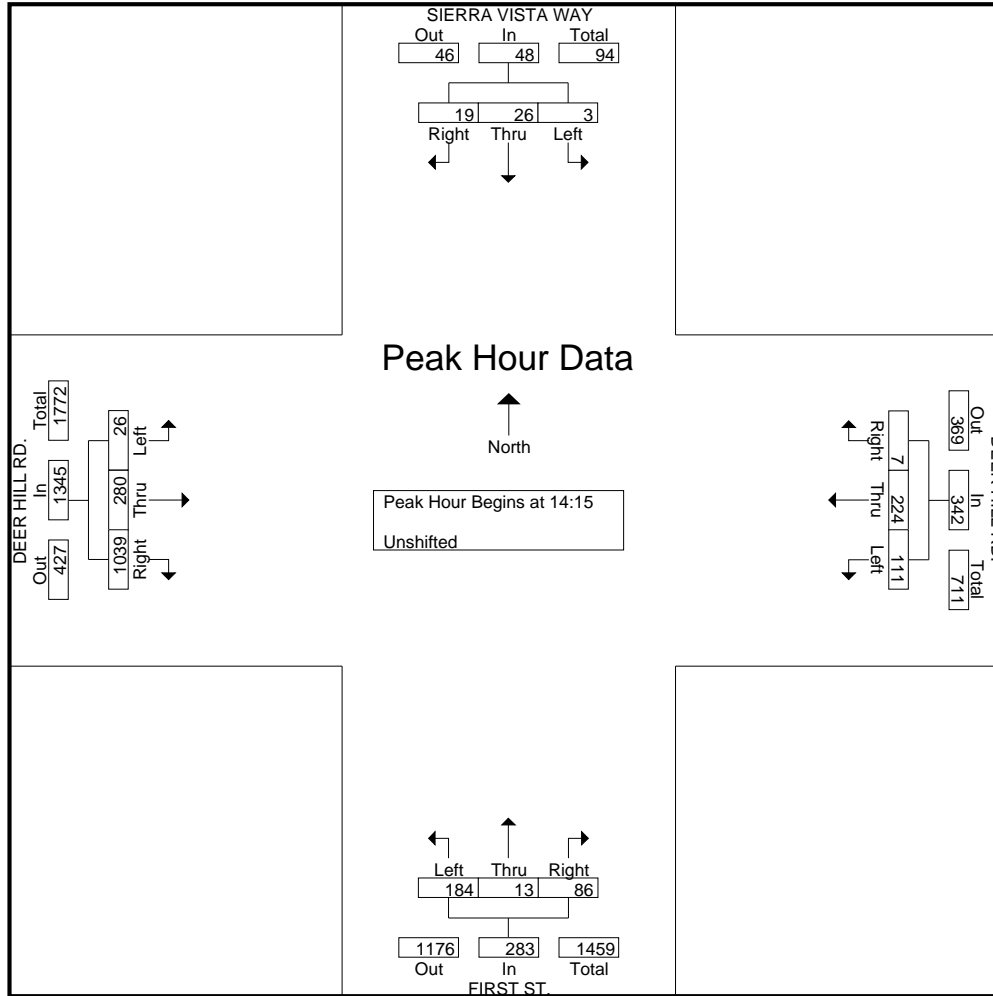 SIERRA VISTA WAY
Out In Total
46 48 94
19 26 3
Right Thru Left
Peak Hour Data
North
Peak Hour Begins at 14:15
Unshifted
DEER HILL RD.
Total In Out
1772 1345 427
26 280 1039
Left Thru Right
Out In Total
369 342 711
7 224 111
Right Thru Left
Left Thru Right
184 13 86
1176 283 1459
Out In Total
FIRST ST.